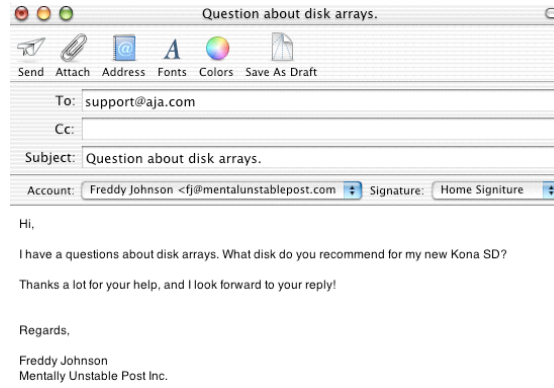 Question about disk arrays.
Send Attach Address Fonts Colors Save As Draft
To: support@aja.com
Cc:
Subject: Question about disk arrays.
Account: Freddy Johnson <fj@mentalunstablepost.com Signature: Home Signiture
Hi,
I have a questions about disk arrays. What disk do you recommend for my new Kona SD?
Thanks a lot for your help, and I look forward to your reply!
Regards,
Freddy Johnson
Mentally Unstable Post Inc.